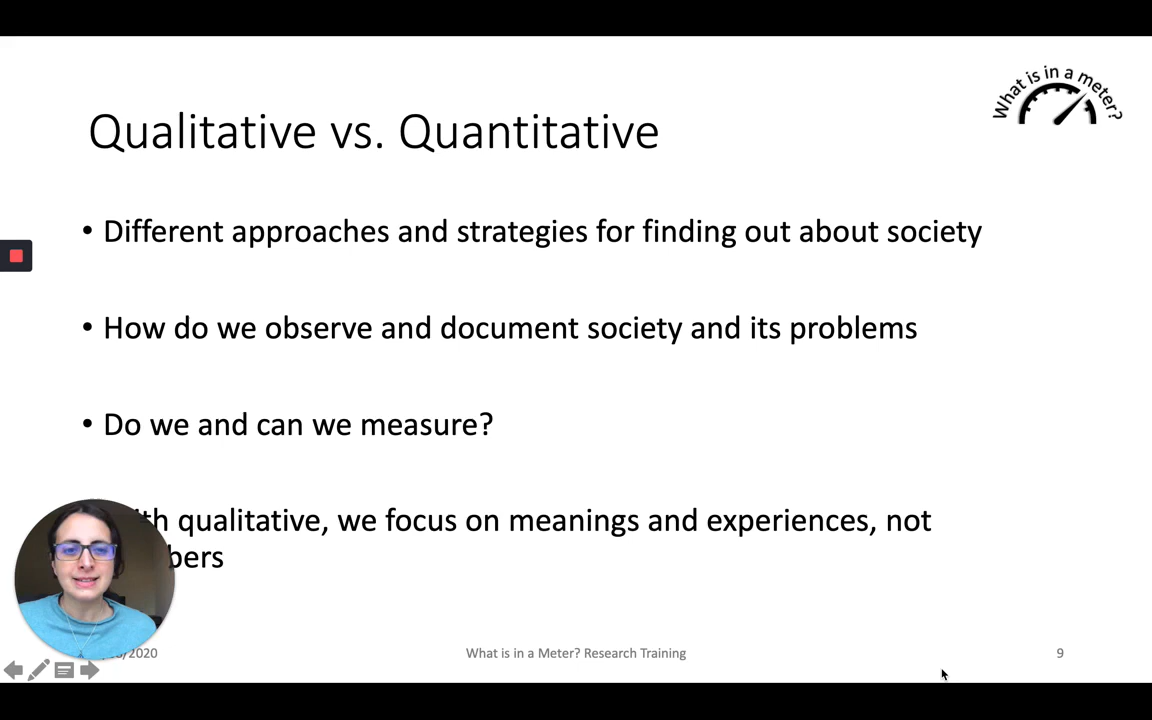 What is in a meter?
Qualitative vs. Quantitative
• Different approaches and strategies for finding out about society
• How do we observe and document society and its problems
• Do we and can we measure?
qualitative, we focus on meanings and experiences, not
/2020
What is in a Meter? Research Training
9